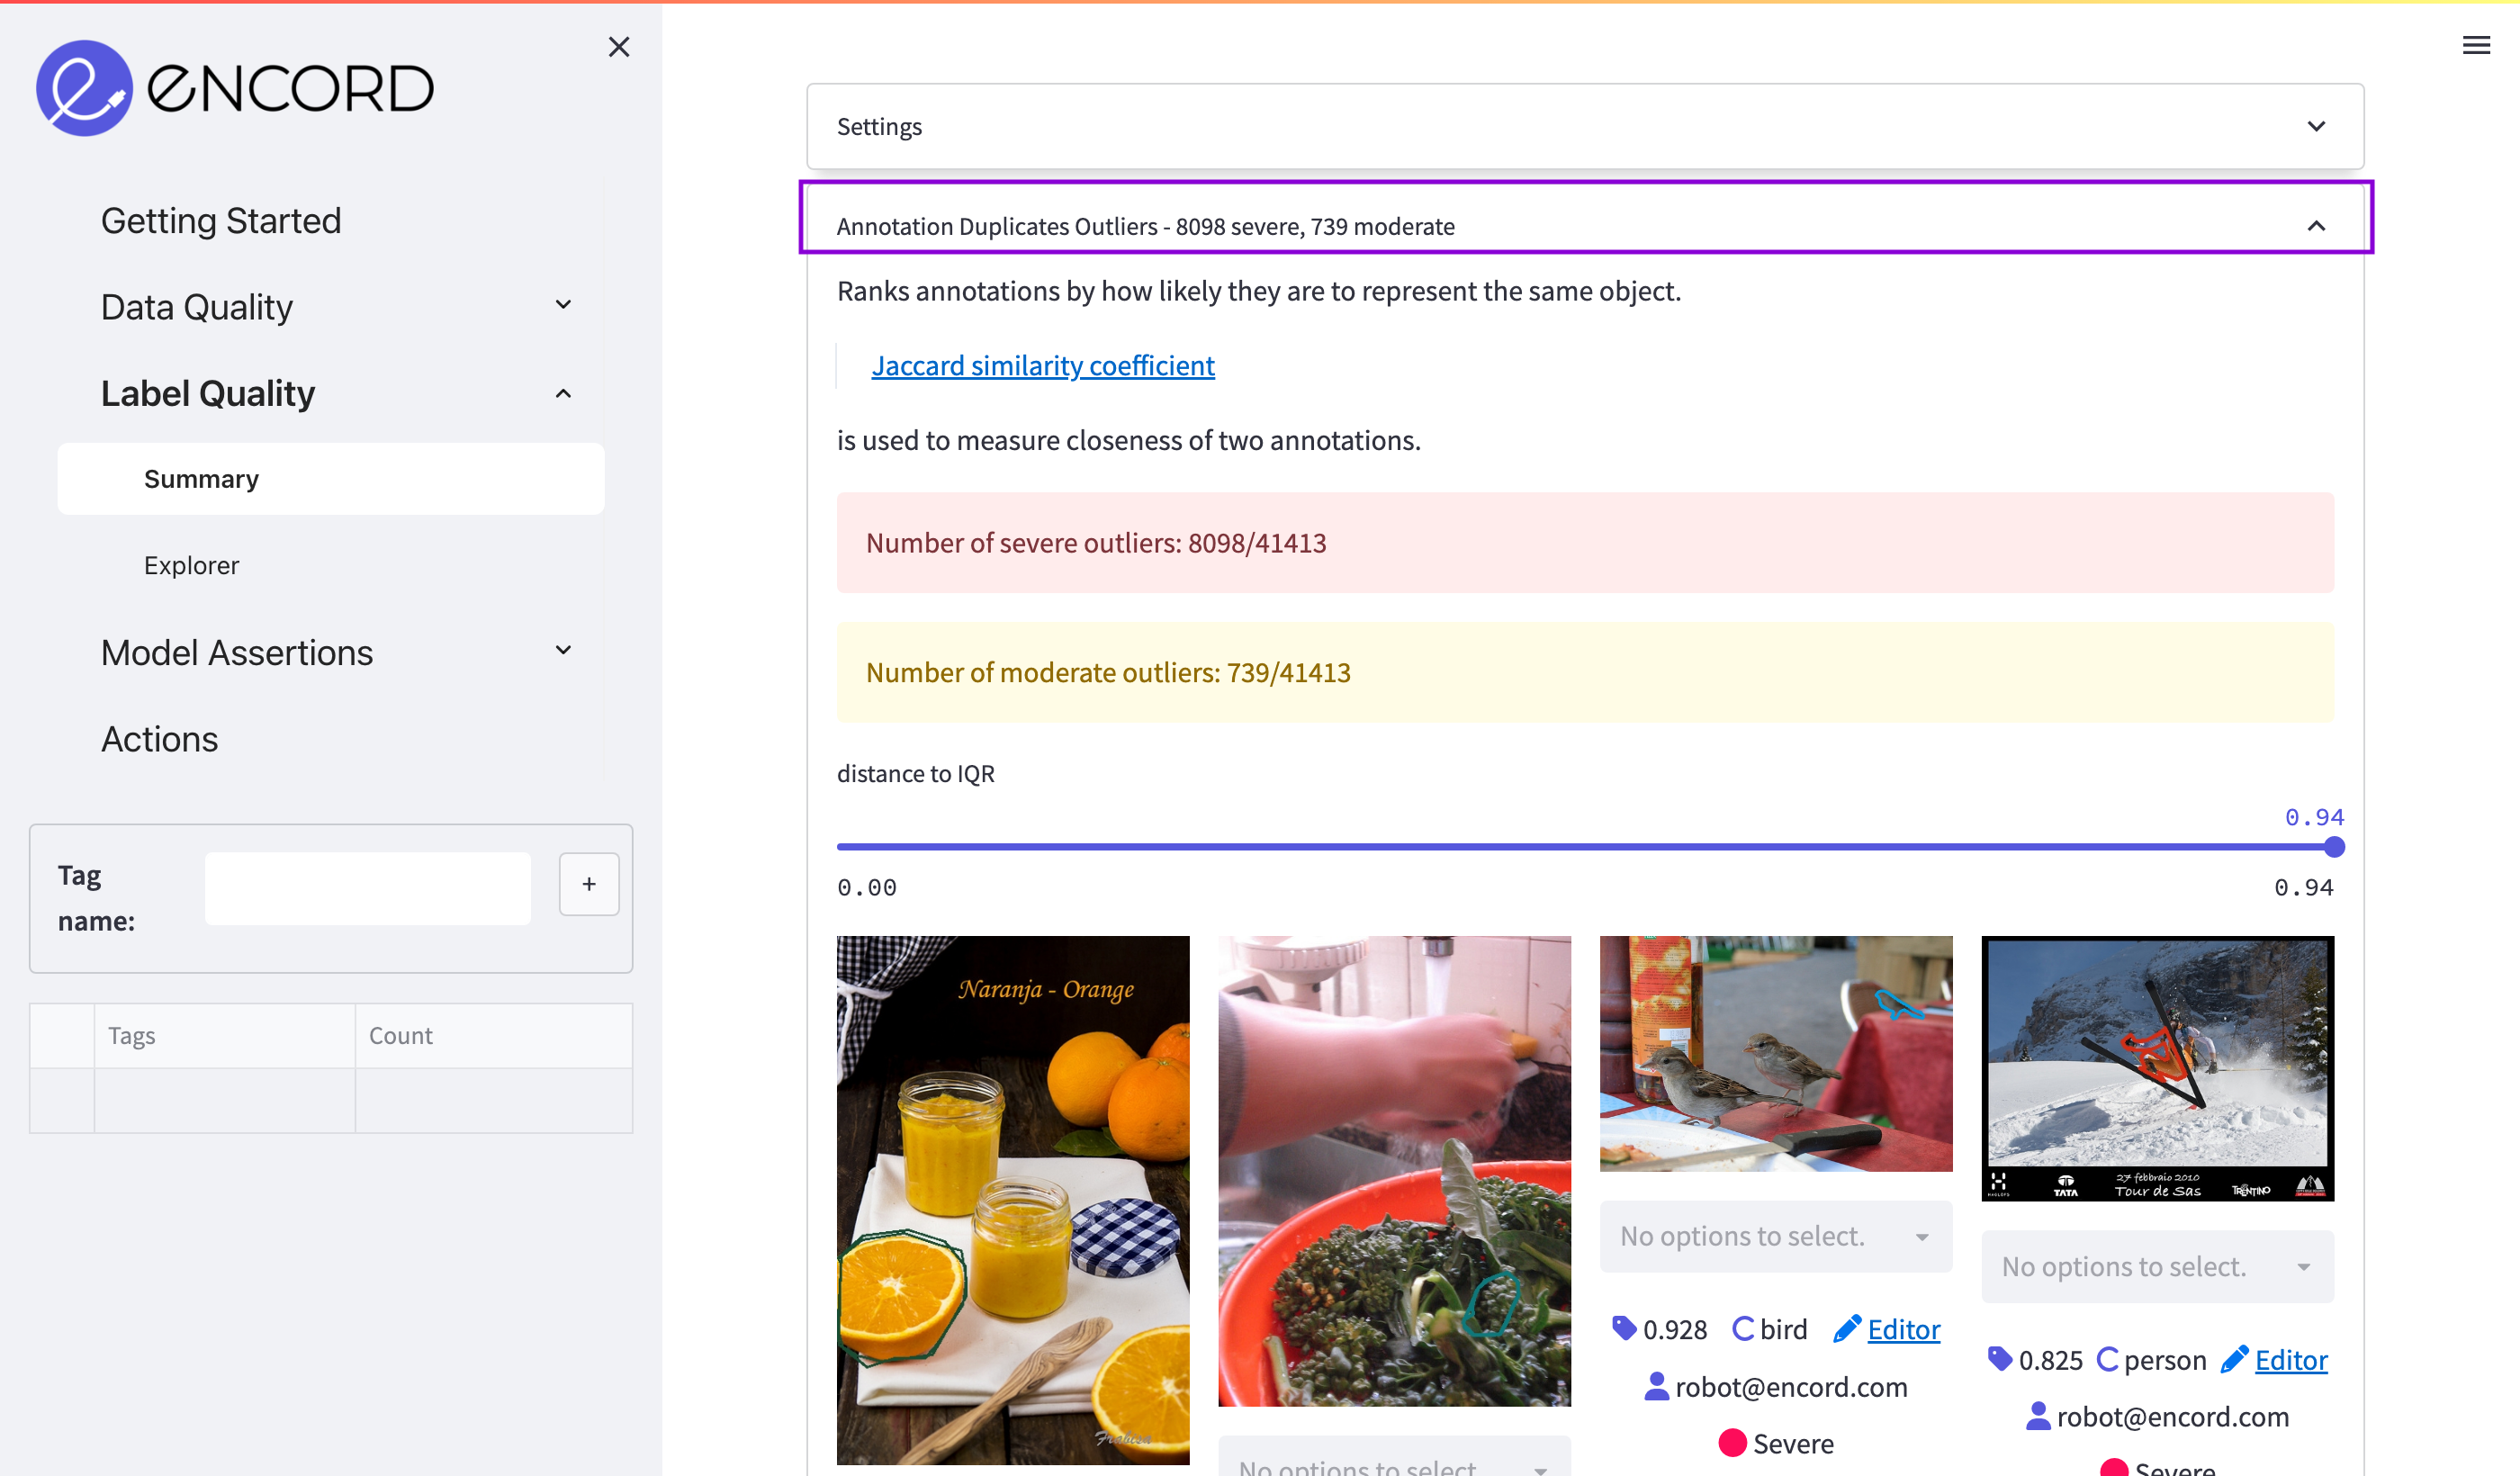 ENCORD
Getting Started
Data Quality
Label Quality
Summary
Explorer
Model Assertions
Actions
Tag
name:
+
Tags Count
Settings
Annotation Duplicates Outliers - 8098 severe, 739 moderate
Ranks annotations by how likely they are to represent the same object.
Jaccard similarity coefficient
is used to measure closeness of two annotations.
Number of severe outliers: 8098/41413
Number of moderate outliers: 739/41413
distance to IQR
0.94
0.00 0.94
Naranja - Orange
No options to select.
No options to select.
0.928 bird Editor
robot@encord.com
Severe
TATA
27 febbraio 2010
Tour de Sas
TRENTINO
No options to select.
0.825 person Editor
robot@encord.com
Severe